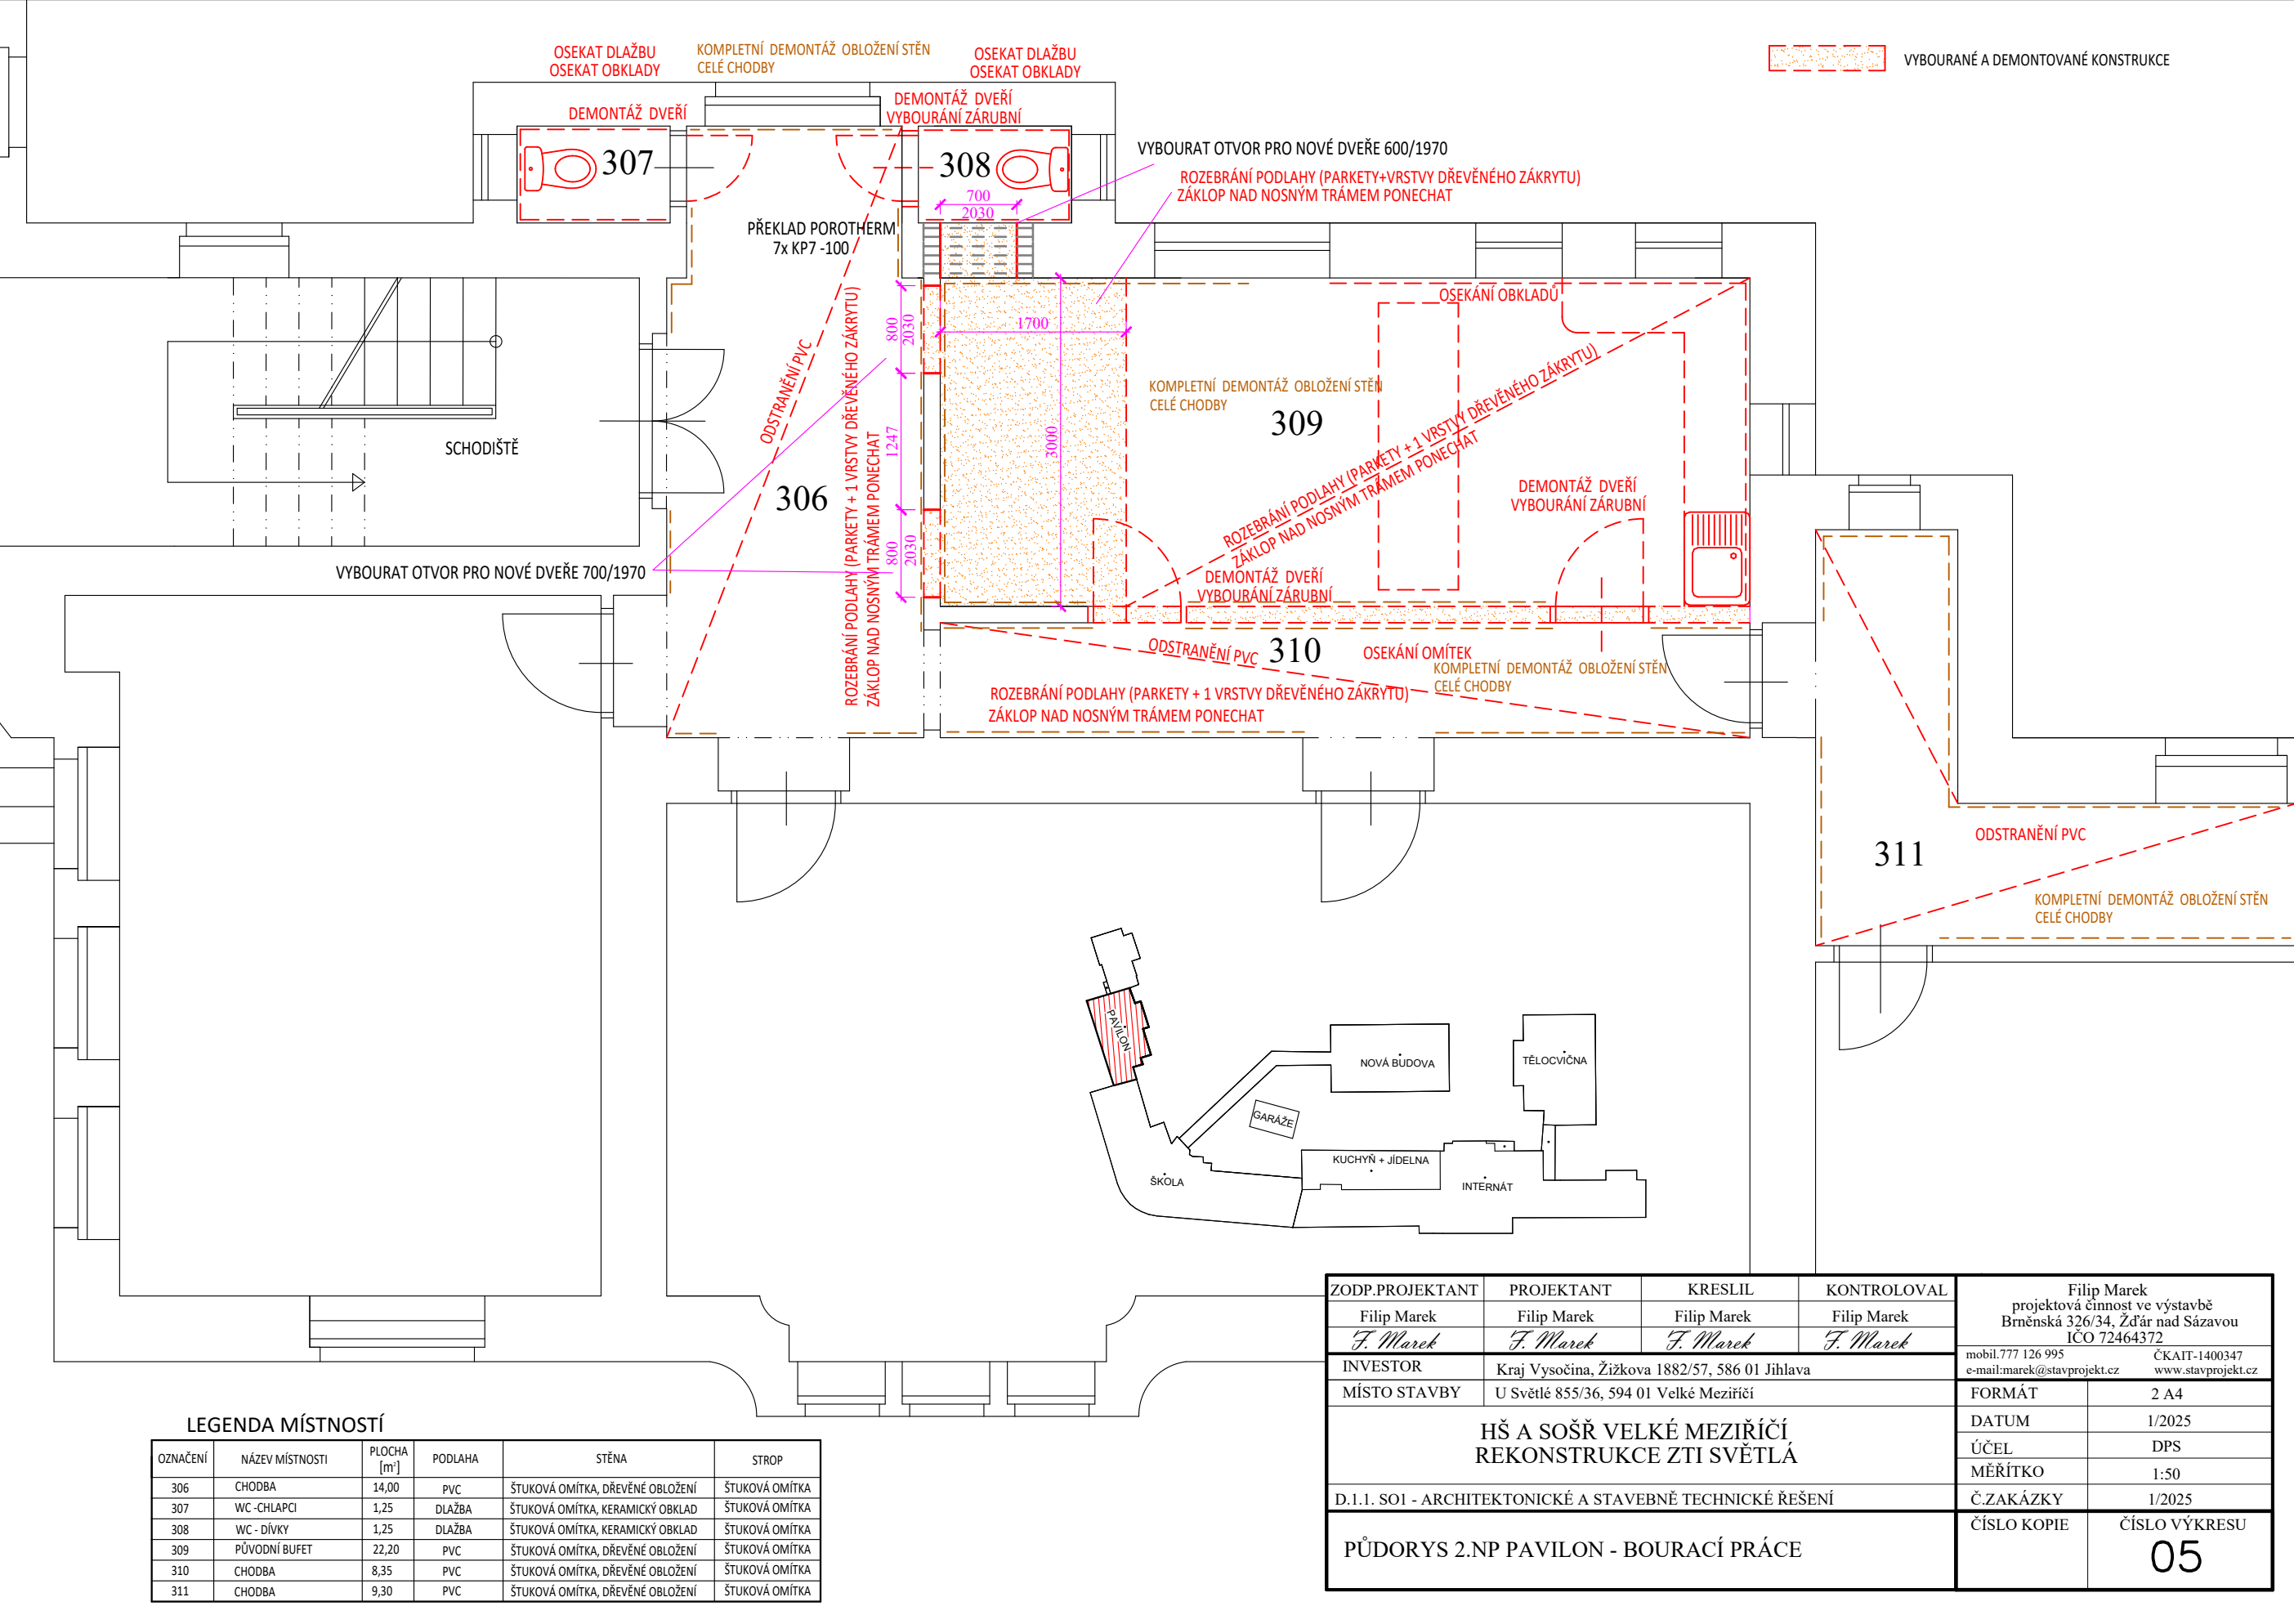 OSEKAT DLAŽBU
OSEKAT OBKLADY
KOMPLETNÍ DEMONTÁŽ OBLOŽENÍ STĚN
CELÉ CHODBY
OSEKAT DLAŽBU
OSEKAT OBKLADY
VYBOURANÉ A DEMONTOVANÉ KONSTRUKCE
DEMONTÁŽ DVEŘÍ
DEMONTÁŽ DVEŘÍ
VYBOURÁNÍ ZÁRUBNÍ
307
308
VYBOURAT OTVOR PRO NOVÉ DVEŘE 600/1970
ROZEBRÁNÍ PODLAHY (PARKETY+VRSTVY DŘEVĚNÉHO ZÁKRYTU)
ZÁKLOP NAD NOSNÝM TRÁMEM PONECHAT
700
2030
PŘEKLAD POROTHERM
7x KP7 -100
OSEKÁNÍ OBKLADŮ
800
2030
1700
ODSTRANĚNÍ PVC
ROZEBRÁNÍ PODLAHY (PARKETY + 1 VRSTVY DŘEVĚNÉHO ZÁKRYTU)
ZÁKLOP NAD NOSNÝM TRÁMEM PONECHAT
KOMPLETNÍ DEMONTÁŽ OBLOŽENÍ STĚN
CELÉ CHODBY
309
ROZEBRÁNÍ PODLAHY (PARKETY + 1 VRSTVY DŘEVĚNÉHO ZÁKRYTU)
ZÁKLOP NAD NOSNÝM TRÁMEM PONECHAT
1247
3000
SCHODIŠTĚ
306
DEMONTÁŽ DVEŘÍ
VYBOURÁNÍ ZÁRUBNÍ
800
2030
VYBOURAT OTVOR PRO NOVÉ DVEŘE 700/1970
DEMONTÁŽ DVEŘÍ
VYBOURÁNÍ ZÁRUBNÍ
ODSTRANĚNÍ PVC
310
OSEKÁNÍ OMÍTEK
KOMPLETNÍ DEMONTÁŽ OBLOŽENÍ STĚN
CELÉ CHODBY
ROZEBRÁNÍ PODLAHY (PARKETY + 1 VRSTVY DŘEVĚNÉHO ZÁKRYTU)
ZÁKLOP NAD NOSNÝM TRÁMEM PONECHAT
ODSTRANĚNÍ PVC
311
KOMPLETNÍ DEMONTÁŽ OBLOŽENÍ STĚN
CELÉ CHODBY
PAVILON
NOVÁ BUDOVA
TĚLOCVIČNA
GARÁŽE
KUCHYŇ + JÍDELNA
ŠKOLA
INTERNÁT
ZODP.PROJEKTANT PROJEKTANT KRESLIL KONTROLOVAL
Filip Marek Filip Marek Filip Marek Filip Marek
F. Marek F. Marek F. Marek F. Marek
Filip Marek
projektová činnost ve výstavbě
Brněnská 326/34, Žďár nad Sázavou
IČO 72464372
mobil.777 126 995 ČKAIT-1400347
e-mail:marek@stavprojekt.cz www.stavprojekt.cz
INVESTOR Kraj Vysočina, Žižkova 1882/57, 586 01 Jihlava
MÍSTO STAVBY U Světlé 855/36, 594 01 Velké Meziříčí
HŠ A SOŠŘ VELKÉ MEZIŘÍČÍ
REKONSTRUKCE ZTI SVĚTLÁ
D.1.1. SO1 - ARCHITEKTONICKÉ A STAVEBNĚ TECHNICKÉ ŘEŠENÍ
PŮDORYS 2.NP PAVILON - BOURACÍ PRÁCE
FORMÁT 2 A4
DATUM 1/2025
ÚČEL DPS
MĚŘÍTKO 1:50
Č.ZAKÁZKY 1/2025
ČÍSLO KOPIE ČÍSLO VÝKRESU
05
LEGENDA MÍSTNOSTÍ
OZNAČENÍ NÁZEV MÍSTNOSTI PLOCHA [m²] PODLAHA STĚNA STROP
306 CHODBA 14,00 PVC ŠTUKOVÁ OMÍTKA, DŘEVĚNÉ OBLOŽENÍ ŠTUKOVÁ OMÍTKA
307 WC -CHLAPCI 1,25 DLAŽBA ŠTUKOVÁ OMÍTKA, KERAMICKÝ OBKLAD ŠTUKOVÁ OMÍTKA
308 WC - DÍVKY 1,25 DLAŽBA ŠTUKOVÁ OMÍTKA, KERAMICKÝ OBKLAD ŠTUKOVÁ OMÍTKA
309 PŮVODNÍ BUFET 22,20 PVC ŠTUKOVÁ OMÍTKA, DŘEVĚNÉ OBLOŽENÍ ŠTUKOVÁ OMÍTKA
310 CHODBA 8,35 PVC ŠTUKOVÁ OMÍTKA, DŘEVĚNÉ OBLOŽENÍ ŠTUKOVÁ OMÍTKA
311 CHODBA 9,30 PVC ŠTUKOVÁ OMÍTKA, DŘEVĚNÉ OBLOŽENÍ ŠTUKOVÁ OMÍTKA